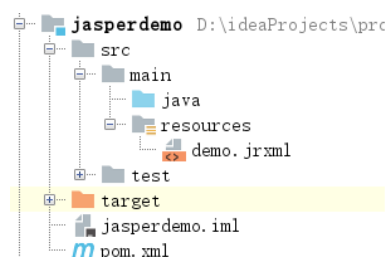 jasperdemo D:\ideaProjects\pro
src
main
java
resources
demo.jrxml
test
target
jasperdemo.iml
pom.xml